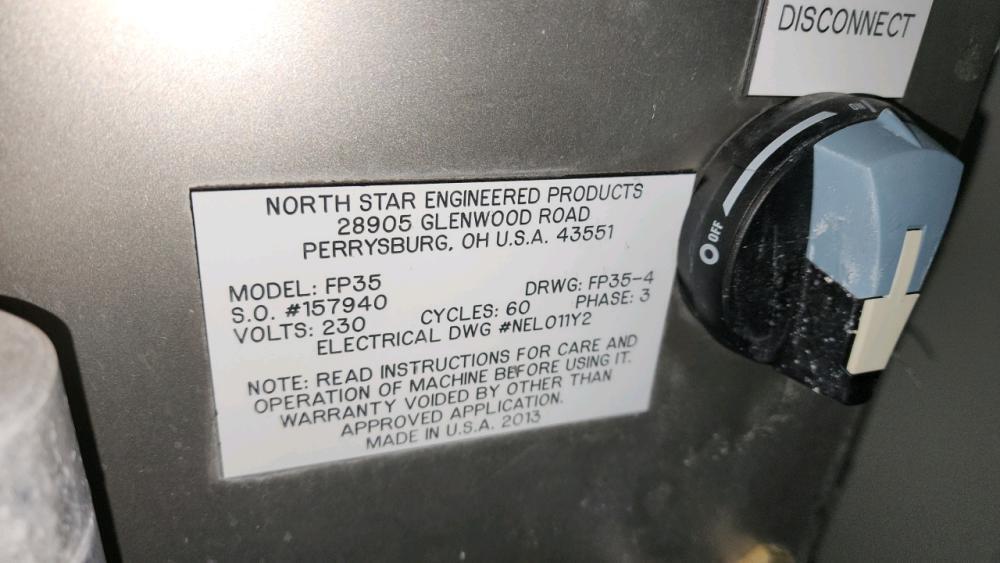 DISCONNECT
ON
OFF
NORTH STAR ENGINEERED PRODUCTS
28905 GLENWOOD ROAD
PERRYSBURG, OH U.S.A. 43551
MODEL: FP35 DRWG: FP35-4
S.O. #157940 CYCLES: 60 PHASE: 3
VOLTS: 230
ELECTRICAL DWG #NEL011Y2
NOTE: READ INSTRUCTIONS FOR CARE AND
OPERATION OF MACHINE BEFORE USING IT.
WARRANTY VOIDED BY OTHER THAN
APPROVED APPLICATION.
MADE IN U.S.A. 2013